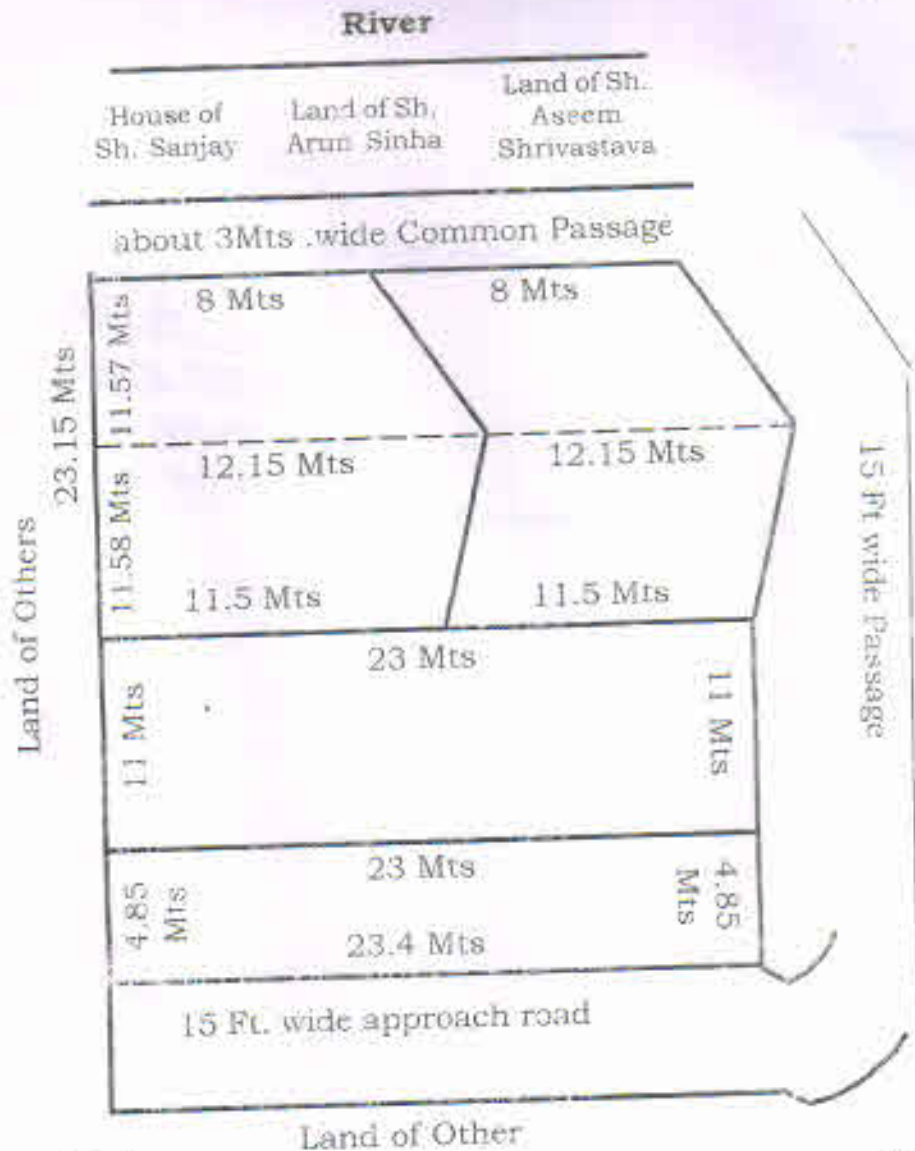 River
House of
Sh. Sanjay
Land of Sh.
Arun Sinha
Land of Sh.
Aseem
Shrivastava
about 3Mts .wide Common Passage
8 Mts
8 Mts
11.57 Mts
23.15 Mts
12.15 Mts
12.15 Mts
11.58 Mts
11.5 Mts
11.5 Mts
Land of Others
15 Ft wide Passage
23 Mts
11 Mts
11 Mts
23 Mts
4.85
Mts
4.85
Mts
23.4 Mts
15 Ft. wide approach road
Land of Other